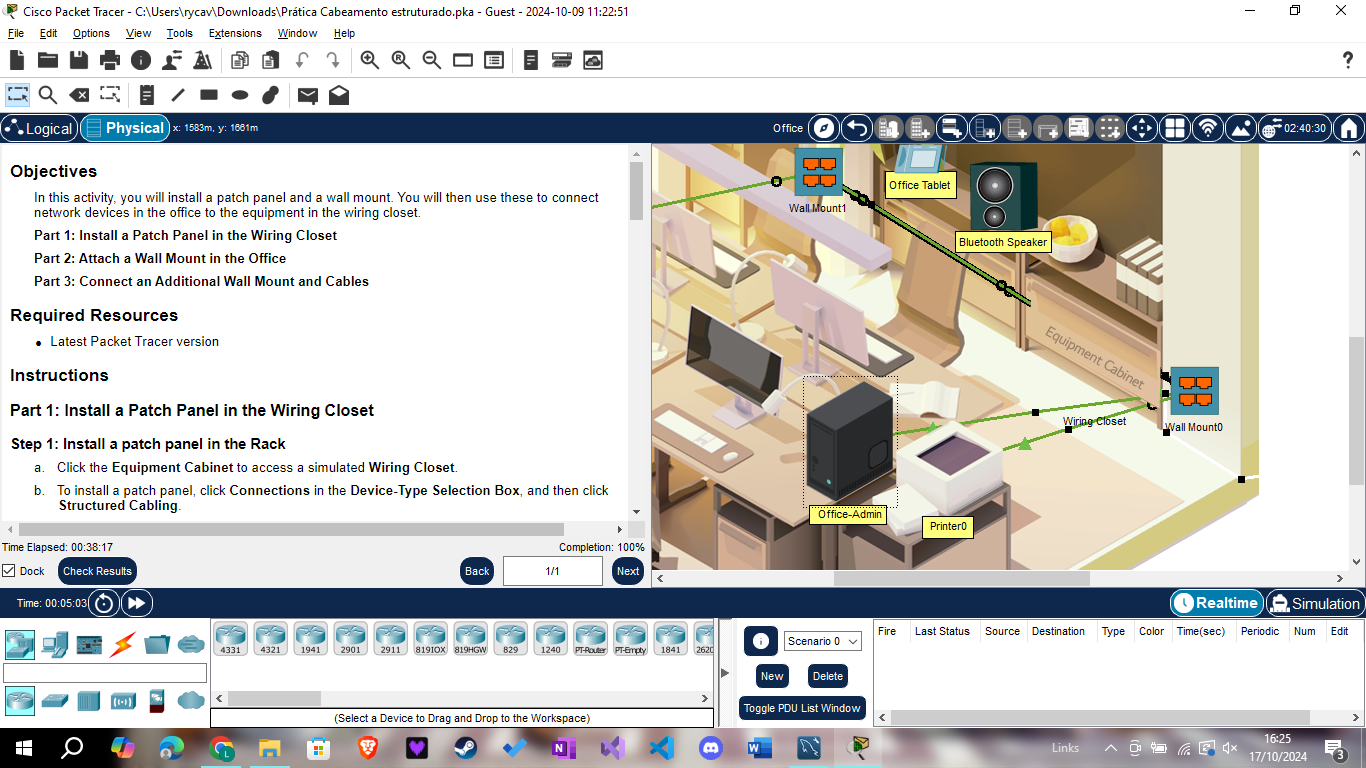 Cisco Packet Tracer - C:\Users\rycav\Downloads\Prática Cabeamento estruturado.pka - Guest - 2024-10-09 11:22:51
File Edit Options View Tools Extensions Window Help
?
Logical Physical x: 1583m, y: 1661m Office 02:40:30
Objectives
In this activity, you will install a patch panel and a wall mount. You will then use these to connect
network devices in the office to the equipment in the wiring closet.
Part 1: Install a Patch Panel in the Wiring Closet
Part 2: Attach a Wall Mount in the Office
Part 3: Connect an Additional Wall Mount and Cables
Required Resources
• Latest Packet Tracer version
Instructions
Part 1: Install a Patch Panel in the Wiring Closet
Step 1: Install a patch panel in the Rack
a. Click the Equipment Cabinet to access a simulated Wiring Closet.
b. To install a patch panel, click Connections in the Device-Type Selection Box, and then click
Structured Cabling.
Time Elapsed: 00:38:17 Completion: 100%
Dock Check Results Back 1/1 Next
Office Tablet
Wall Mount1
Bluetooth Speaker
Equipment Cabinet
Wiring Closet
Wall Mount0
Office-Admin
Printer0
Time: 00:05:03 Realtime Simulation
4331 4321 1941 2901 2911 819IOX 819HGW 829 1240 PT-Router PT-Empty 1841 2620
(Select a Device to Drag and Drop to the Workspace)
Scenario 0
New Delete
Toggle PDU List Window
Fire Last Status Source Destination Type Color Time(sec) Periodic Num Edit
Links
16:25
17/10/2024
3